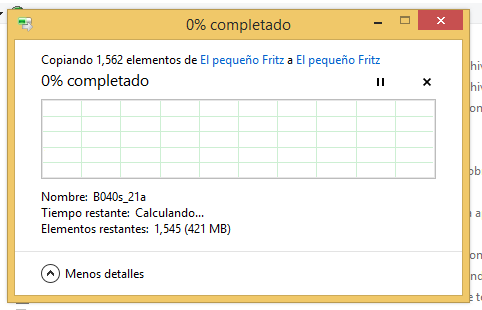 0% completado
Copiando 1,562 elementos de El pequeño Fritz a El pequeño Fritz
0% completado
Nombre: B040s_21a
Tiempo restante: Calculando...
Elementos restantes: 1,545 (421 MB)
Menos detalles